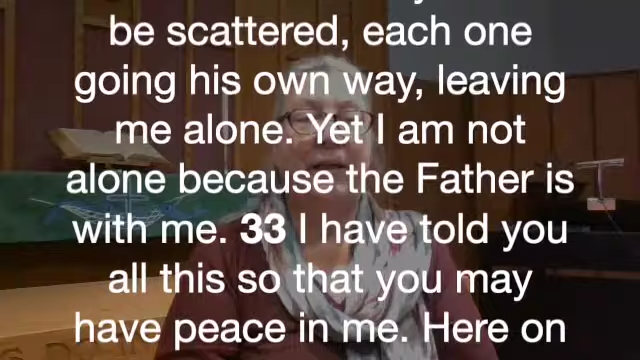 be scattered, each one
going his own way, leaving
me alone. Yet I am not
alone because the Father is
with me. 33 I have told you
all this so that you may
have peace in me. Here on